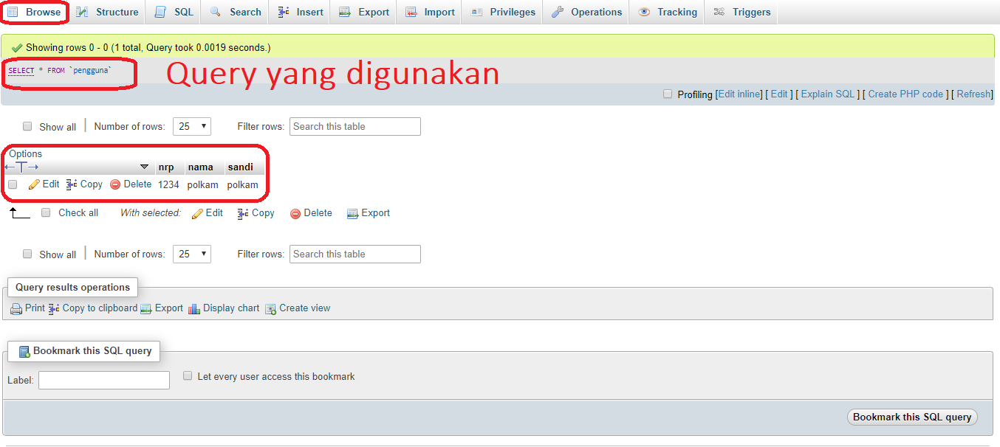 Browse Structure SQL Search Insert Export Import Privileges Operations Tracking Triggers
Showing rows 0 - 0 (1 total, Query took 0.0019 seconds.)
SELECT * FROM `pengguna`
Query yang digunakan
Profiling [Edit inline] [ Edit ] [ Explain SQL ] [ Create PHP code ] [ Refresh]
Show all Number of rows: 25 Filter rows: Search this table
Options
nrp nama sandi
Edit Copy Delete 1234 polkam polkam
Check all With selected: Edit Copy Delete Export
Show all Number of rows: 25 Filter rows: Search this table
Query results operations
Print Copy to clipboard Export Display chart Create view
Bookmark this SQL query
Label: Let every user access this bookmark
Bookmark this SQL query